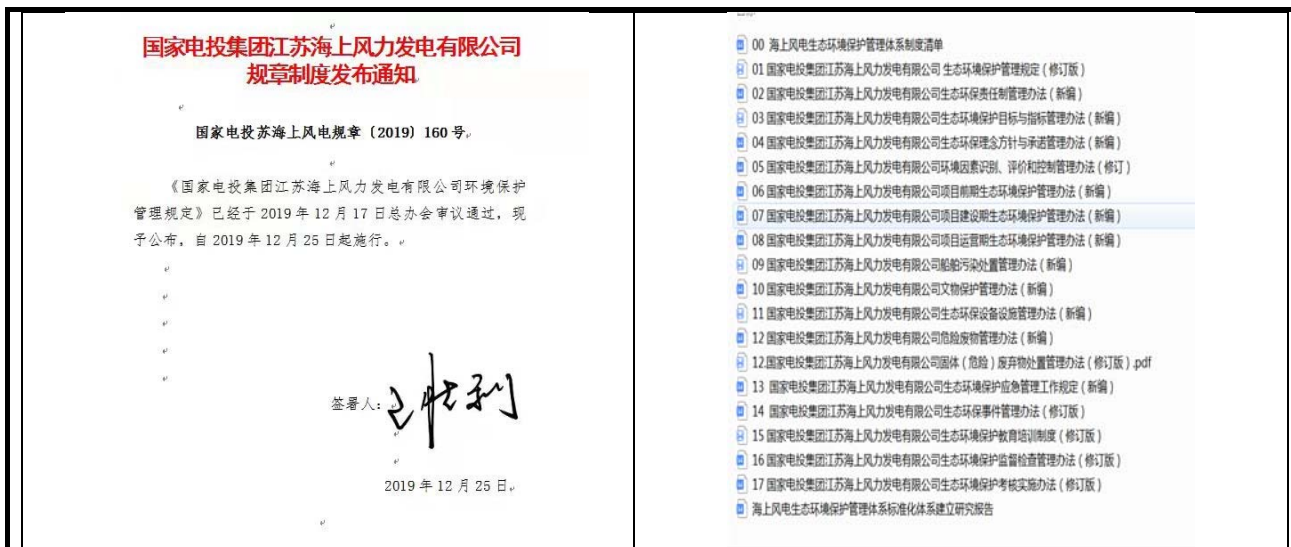 国家电投集团江苏海上风力发电有限公司
规章制度发布通知
国家电投苏海上风电规章〔2019〕160号
《国家电投集团江苏海上风力发电有限公司环境保护
管理规定》已经于 2019 年 12 月 17 日总办会审议通过，现
予公布，自 2019 年 12 月 25 日起施行。
签署人：
2019 年 12 月 25 日
00 海上风电生态环境保护管理体系制度清单
01 国家电投集团江苏海上风力发电有限公司 生态环境保护管理规定（修订版）
02 国家电投集团江苏海上风力发电有限公司生态环保责任制管理办法（新编）
03 国家电投集团江苏海上风力发电有限公司生态环境保护目标与指标管理办法（新编）
04 国家电投集团江苏海上风力发电有限公司生态环保理念方针与承诺管理办法（新编）
05 国家电投集团江苏海上风力发电有限公司环境因素识别、评价和控制管理办法（修订）
06 国家电投集团江苏海上风力发电有限公司项目前期生态环境保护管理办法（新编）
07 国家电投集团江苏海上风力发电有限公司项目建设期生态环境保护管理办法（新编）
08 国家电投集团江苏海上风力发电有限公司项目运营期生态环境保护管理办法（新编）
09 国家电投集团江苏海上风力发电有限公司船舶污染处置管理办法（新编）
10 国家电投集团江苏海上风力发电有限公司文物保护管理办法（新编）
11 国家电投集团江苏海上风力发电有限公司生态环保设备设施管理办法（新编）
12 国家电投集团江苏海上风力发电有限公司危险废物管理办法（新编）
12.国家电投集团江苏海上风力发电有限公司固体（危险）废弃物处置管理办法（修订版）.pdf
13 国家电投集团江苏海上风力发电有限公司生态环境保护应急管理工作规定（新编）
14 国家电投集团江苏海上风力发电有限公司生态环保事件管理办法（修订版）
15 国家电投集团江苏海上风力发电有限公司生态环境保护教育培训制度（修订版）
16 国家电投集团江苏海上风力发电有限公司生态环境保护监督检查管理办法（修订版）
17 国家电投集团江苏海上风力发电有限公司生态环境保护考核实施办法（修订版）
海上风电生态环境保护管理体系标准化体系建立研究报告